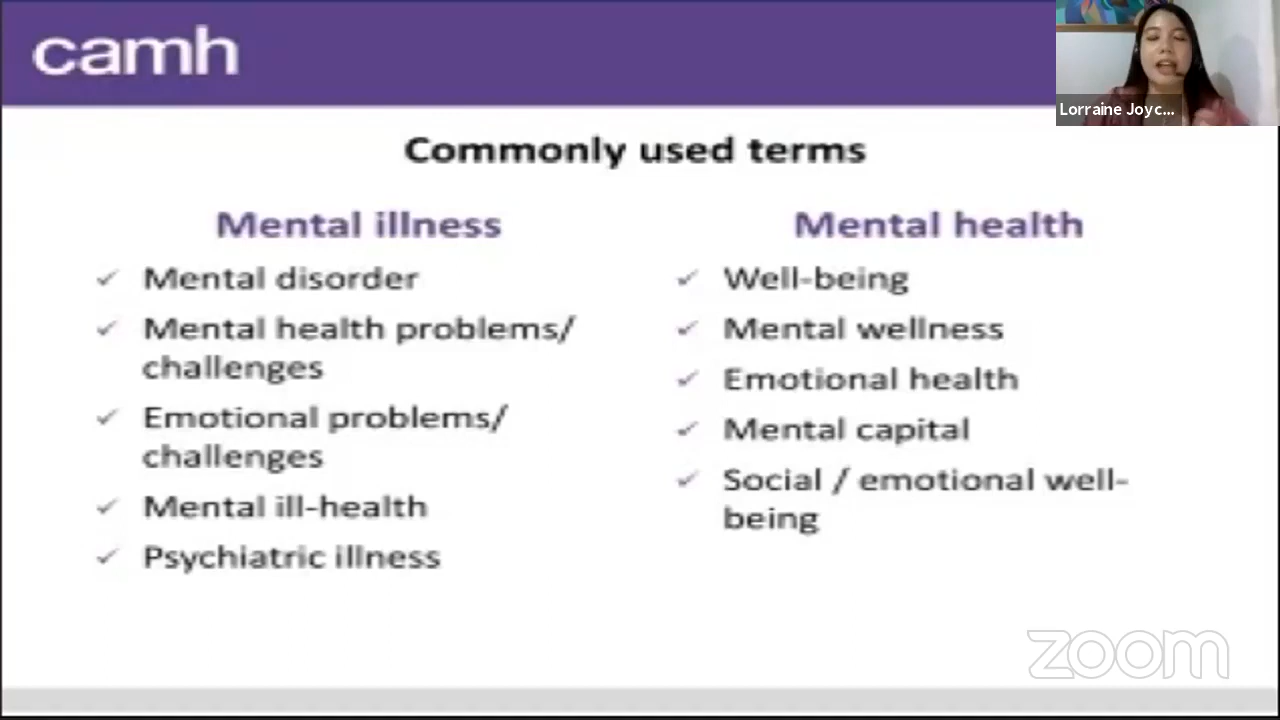 camh
Lorraine Joyc...
Commonly used terms
Mental illness
Mental disorder
Mental health problems/
challenges
Emotional problems/
challenges
Mental ill-health
Psychiatric illness
Mental health
Well-being
Mental wellness
Emotional health
Mental capital
Social / emotional well-
being
zoom